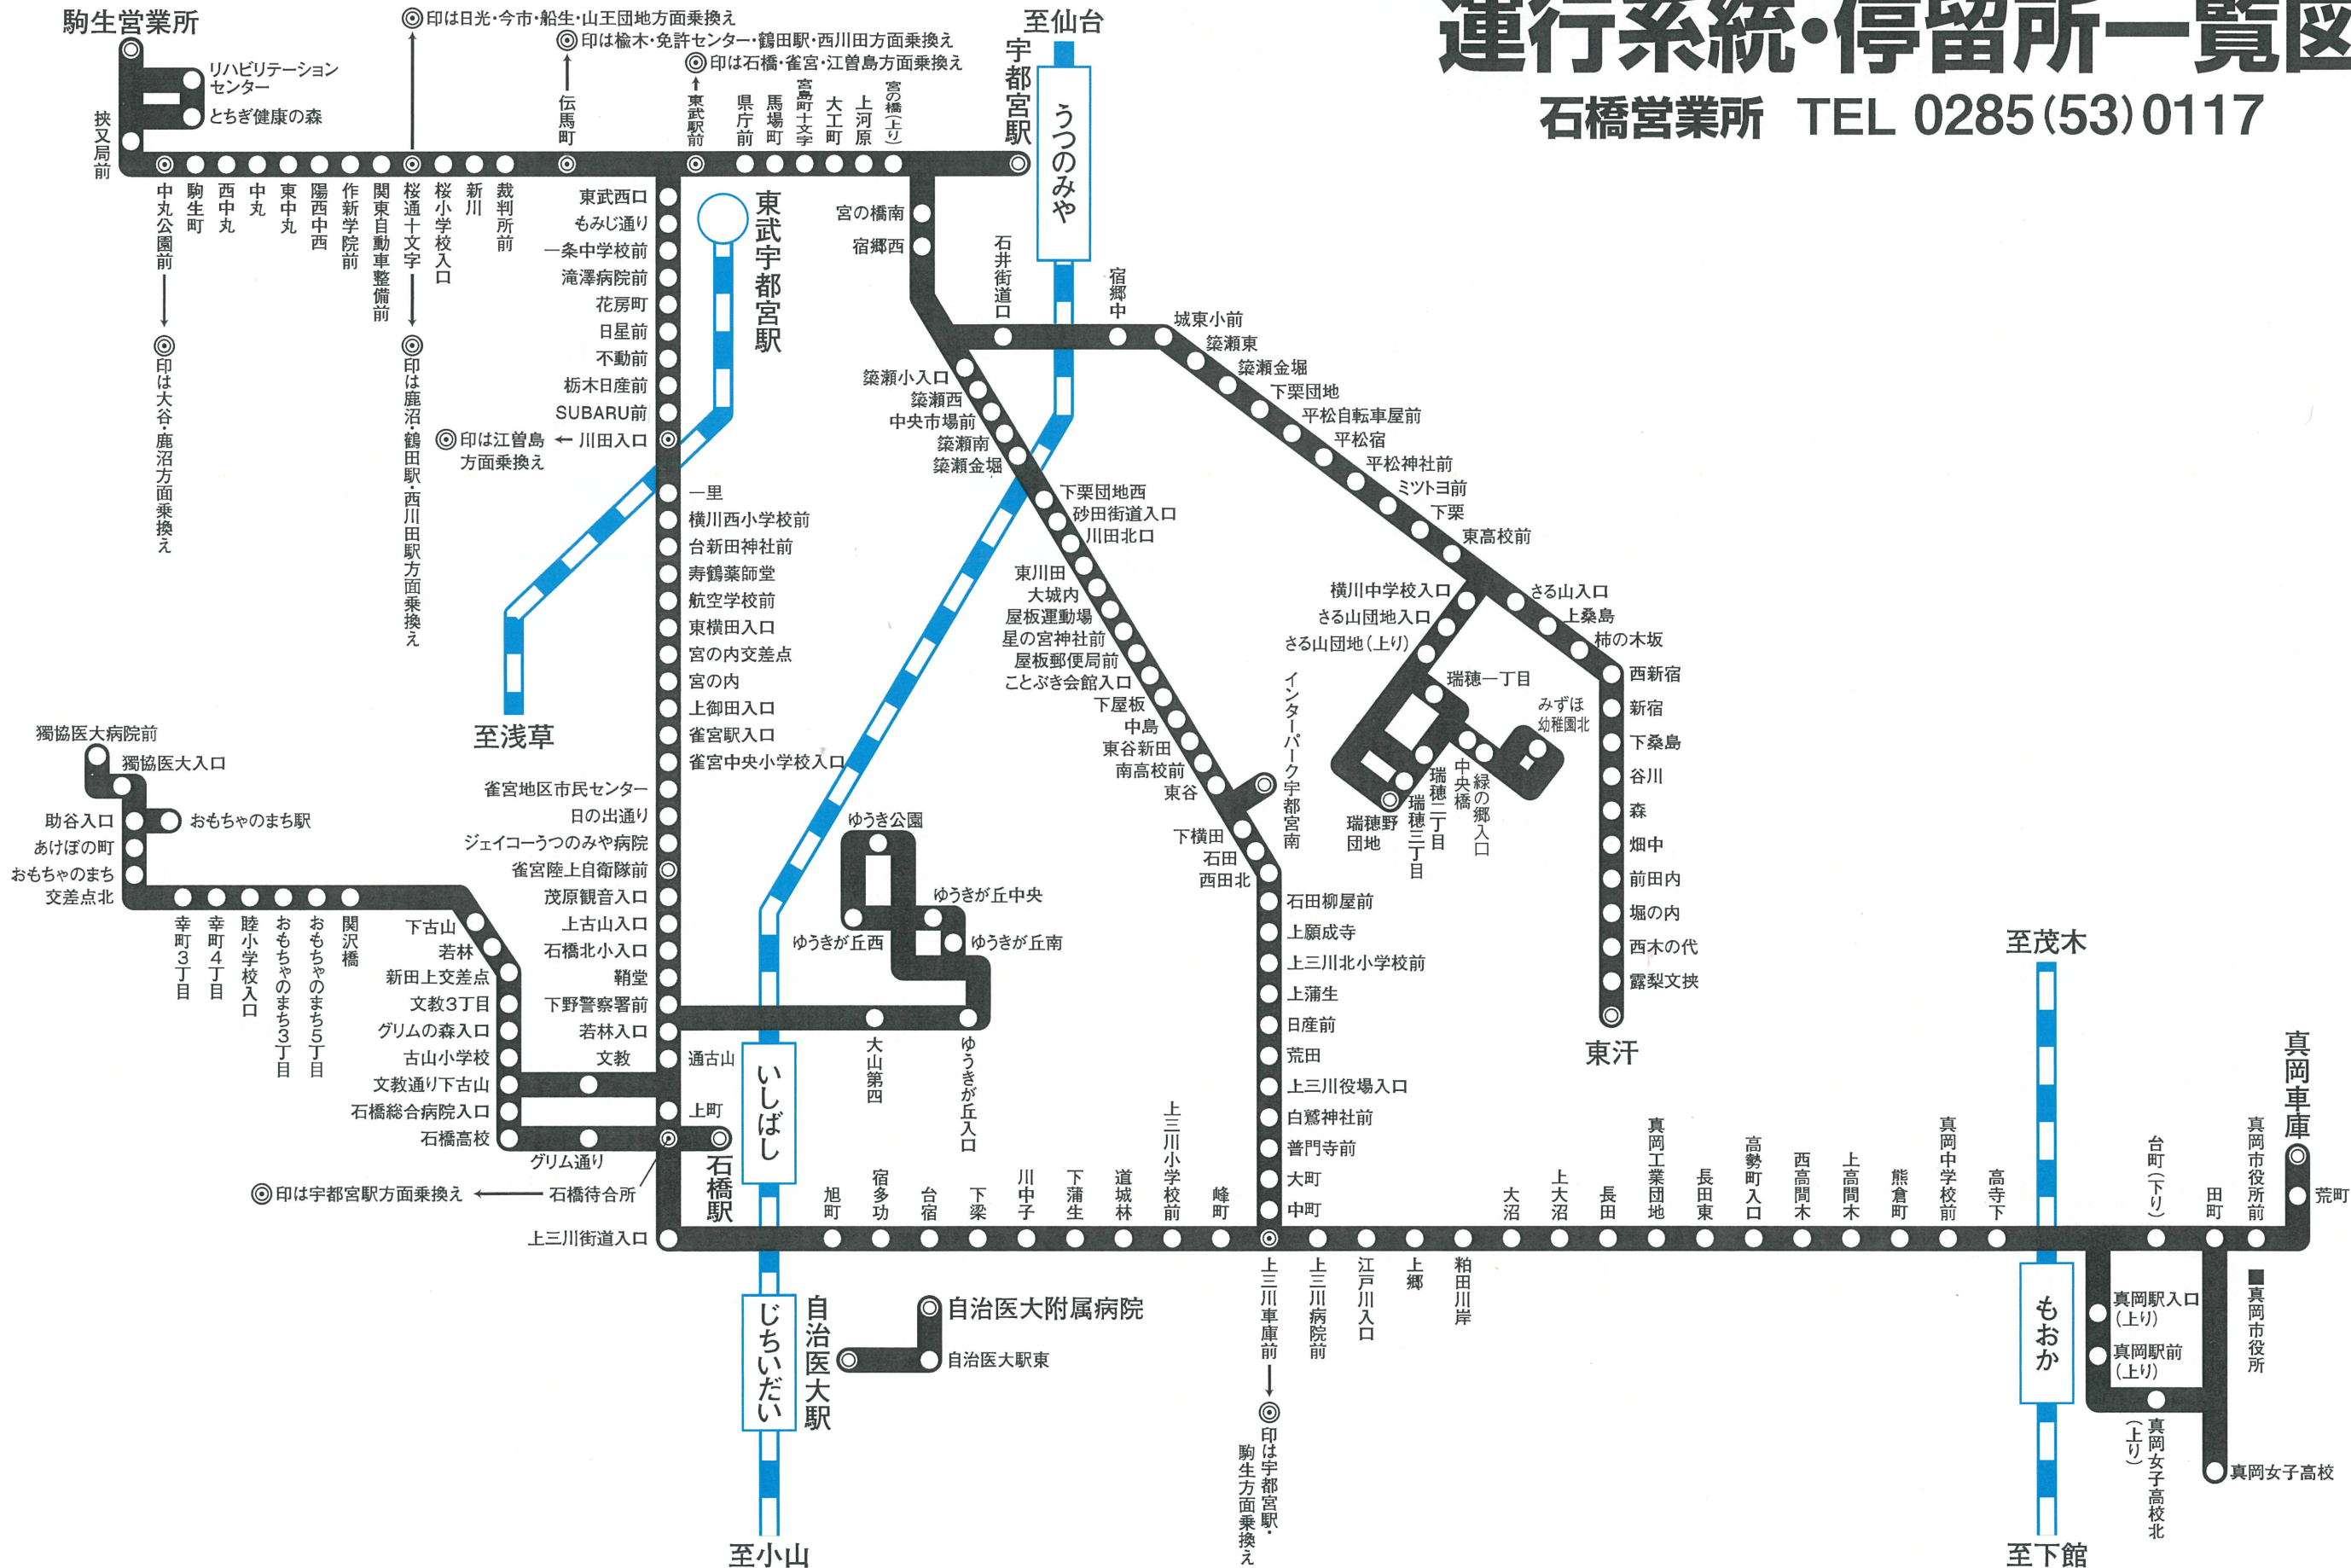 運行系統・停留所一覧図
石橋営業所 TEL 0285(53)0117
駒生営業所
リハビリテーション
センター
とちぎ健康の森
挾又局前
◎印は日光・今市・船生・山王団地方面乗換え
◎印は楡木・免許センター・鶴田駅・西川田方面乗換え
◎印は石橋・雀宮・江曽島方面乗換え
中丸公園前
駒生町
西中丸
中丸
東中丸
陽西中西
作新学院前
関東自動車整備前
桜通十文字
桜小学校入口
新川
裁判所前
伝馬町
東武駅前
県庁前
馬場町
宮島町十文字
大工町
上河原
宮の橋(上り)
宇都宮駅
至仙台
うつのみや
◎印は大谷・鹿沼方面乗換え
◎印は鹿沼・鶴田駅・西川田駅方面乗換え
東武西口
もみじ通り
一条中学校前
滝澤病院前
花房町
日星前
不動前
栃木日産前
SUBARU前
川田入口
◎印は江曽島
方面乗換え
東武宇都宮駅
至浅草
一里
横川西小学校前
台新田神社前
寿鶴薬師堂
航空学校前
東横田入口
宮の内交差点
宮の内
上御田入口
雀宮駅入口
雀宮中央小学校入口
雀宮地区市民センター
日の出通り
ジェイコーうつのみや病院
雀宮陸上自衛隊前
茂原観音入口
上古山入口
石橋北小入口
鞘堂
下野警察署前
若林入口
文教
通古山
上町
宮の橋南
宿郷西
石井街道口
宿郷中
城東小前
簗瀬東
簗瀬金堀
下栗団地
平松自転車屋前
平松宿
平松神社前
ミツトヨ前
下栗
東高校前
さる山入口
上桑島
柿の木坂
西新宿
新宿
下桑島
谷川
森
畑中
前田内
堀の内
西木の代
露梨文挟
東汗
横川中学校入口
さる山団地入口
さる山団地(上り)
瑞穂一丁目
みずほ
幼稚園北
中央橋
緑の郷入口
瑞穂二丁目
瑞穂三丁目
瑞穂野
団地
簗瀬小入口
簗瀬西
中央市場前
簗瀬南
簗瀬金堀
下栗団地西
砂田街道入口
川田北口
東川田
大城内
屋板運動場
星の宮神社前
屋板郵便局前
ことぶき会館入口
下屋板
中島
東谷新田
南高校前
東谷
インターパーク宇都宮南
下横田
石田
西田北
石田柳屋前
上願成寺
上三川北小学校前
上蒲生
日産前
荒田
上三川役場入口
白鷺神社前
普門寺前
大町
中町
獨協医大病院前
獨協医大入口
助谷入口
おもちゃのまち駅
あけぼの町
おもちゃのまち
交差点北
幸町3丁目
幸町4丁目
睦小学校入口
おもちゃのまち3丁目
おもちゃのまち5丁目
関沢橋
下古山
若林
新田上交差点
文教3丁目
グリムの森入口
古山小学校
文教通り下古山
石橋総合病院入口
石橋高校
グリム通り
◎印は宇都宮駅方面乗換え
石橋待合所
石橋駅
いしばし
ゆうき公園
ゆうきが丘中央
ゆうきが丘西
ゆうきが丘南
大山第四
ゆうきが丘入口
上三川街道入口
旭町
宿多功
台宿
下梁
川中子
下蒲生
道城林
上三川小学校前
峰町
上三川車庫前
◎印は宇都宮駅・
駒生方面乗換え
上三川病院前
江戸川入口
上郷
粕田川岸
大沼
上大沼
長田
真岡工業団地
長田東
高勢町入口
西高間木
上高間木
熊倉町
真岡中学校前
高寺下
台町(下り)
田町
真岡市役所前
真岡車庫
荒町
■真岡市役所
至茂木
もおか
至下館
真岡駅入口
(上り)
真岡駅前
(上り)
真岡女子高校北
(上り)
真岡女子高校
自治医大附属病院
自治医大駅東
自治医大駅
じちいだい
至小山